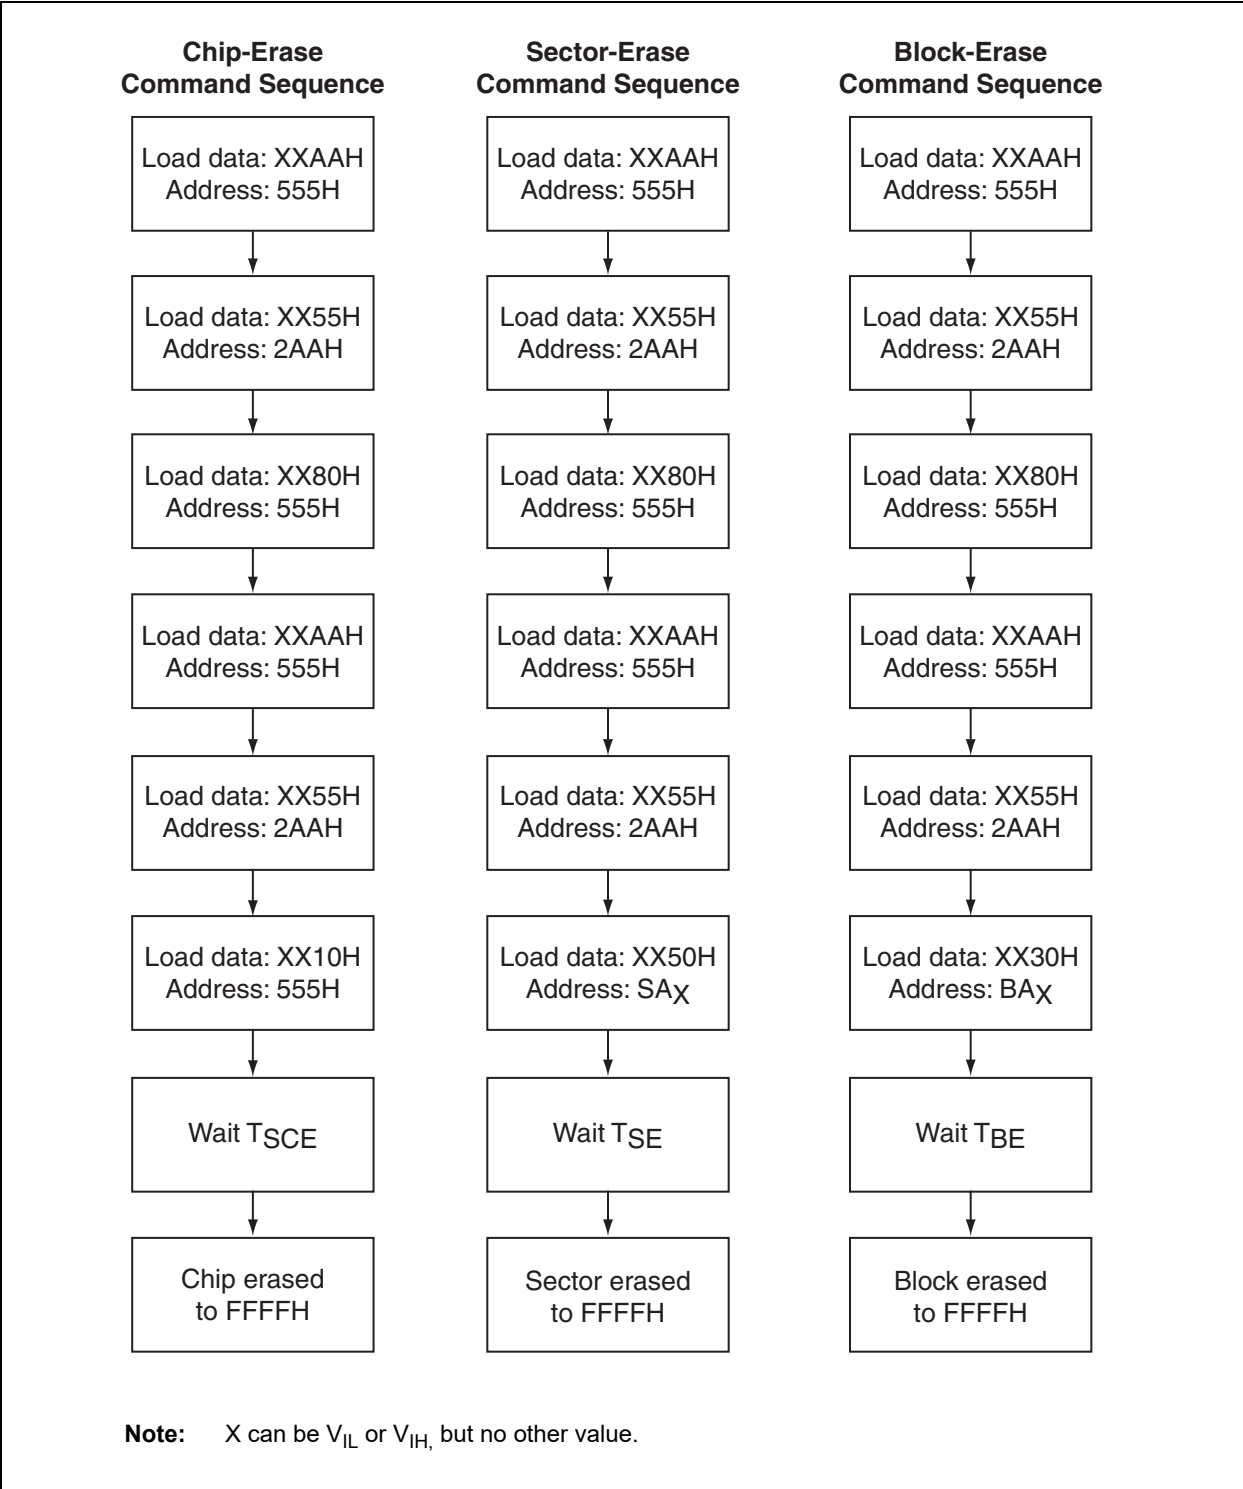 Chip-Erase
Command Sequence
Load data: XXAAH
Address: 555H
Load data: XX55H
Address: 2AAH
Load data: XX80H
Address: 555H
Load data: XXAAH
Address: 555H
Load data: XX55H
Address: 2AAH
Load data: XX10H
Address: 555H
Wait TSCE
Chip erased
to FFFFH
Sector-Erase
Command Sequence
Load data: XXAAH
Address: 555H
Load data: XX55H
Address: 2AAH
Load data: XX80H
Address: 555H
Load data: XXAAH
Address: 555H
Load data: XX55H
Address: 2AAH
Load data: XX50H
Address: SAX
Wait TSE
Sector erased
to FFFFH
Block-Erase
Command Sequence
Load data: XXAAH
Address: 555H
Load data: XX55H
Address: 2AAH
Load data: XX80H
Address: 555H
Load data: XXAAH
Address: 555H
Load data: XX55H
Address: 2AAH
Load data: XX30H
Address: BAX
Wait TBE
Block erased
to FFFFH
Note: X can be VIL or VIH, but no other value.